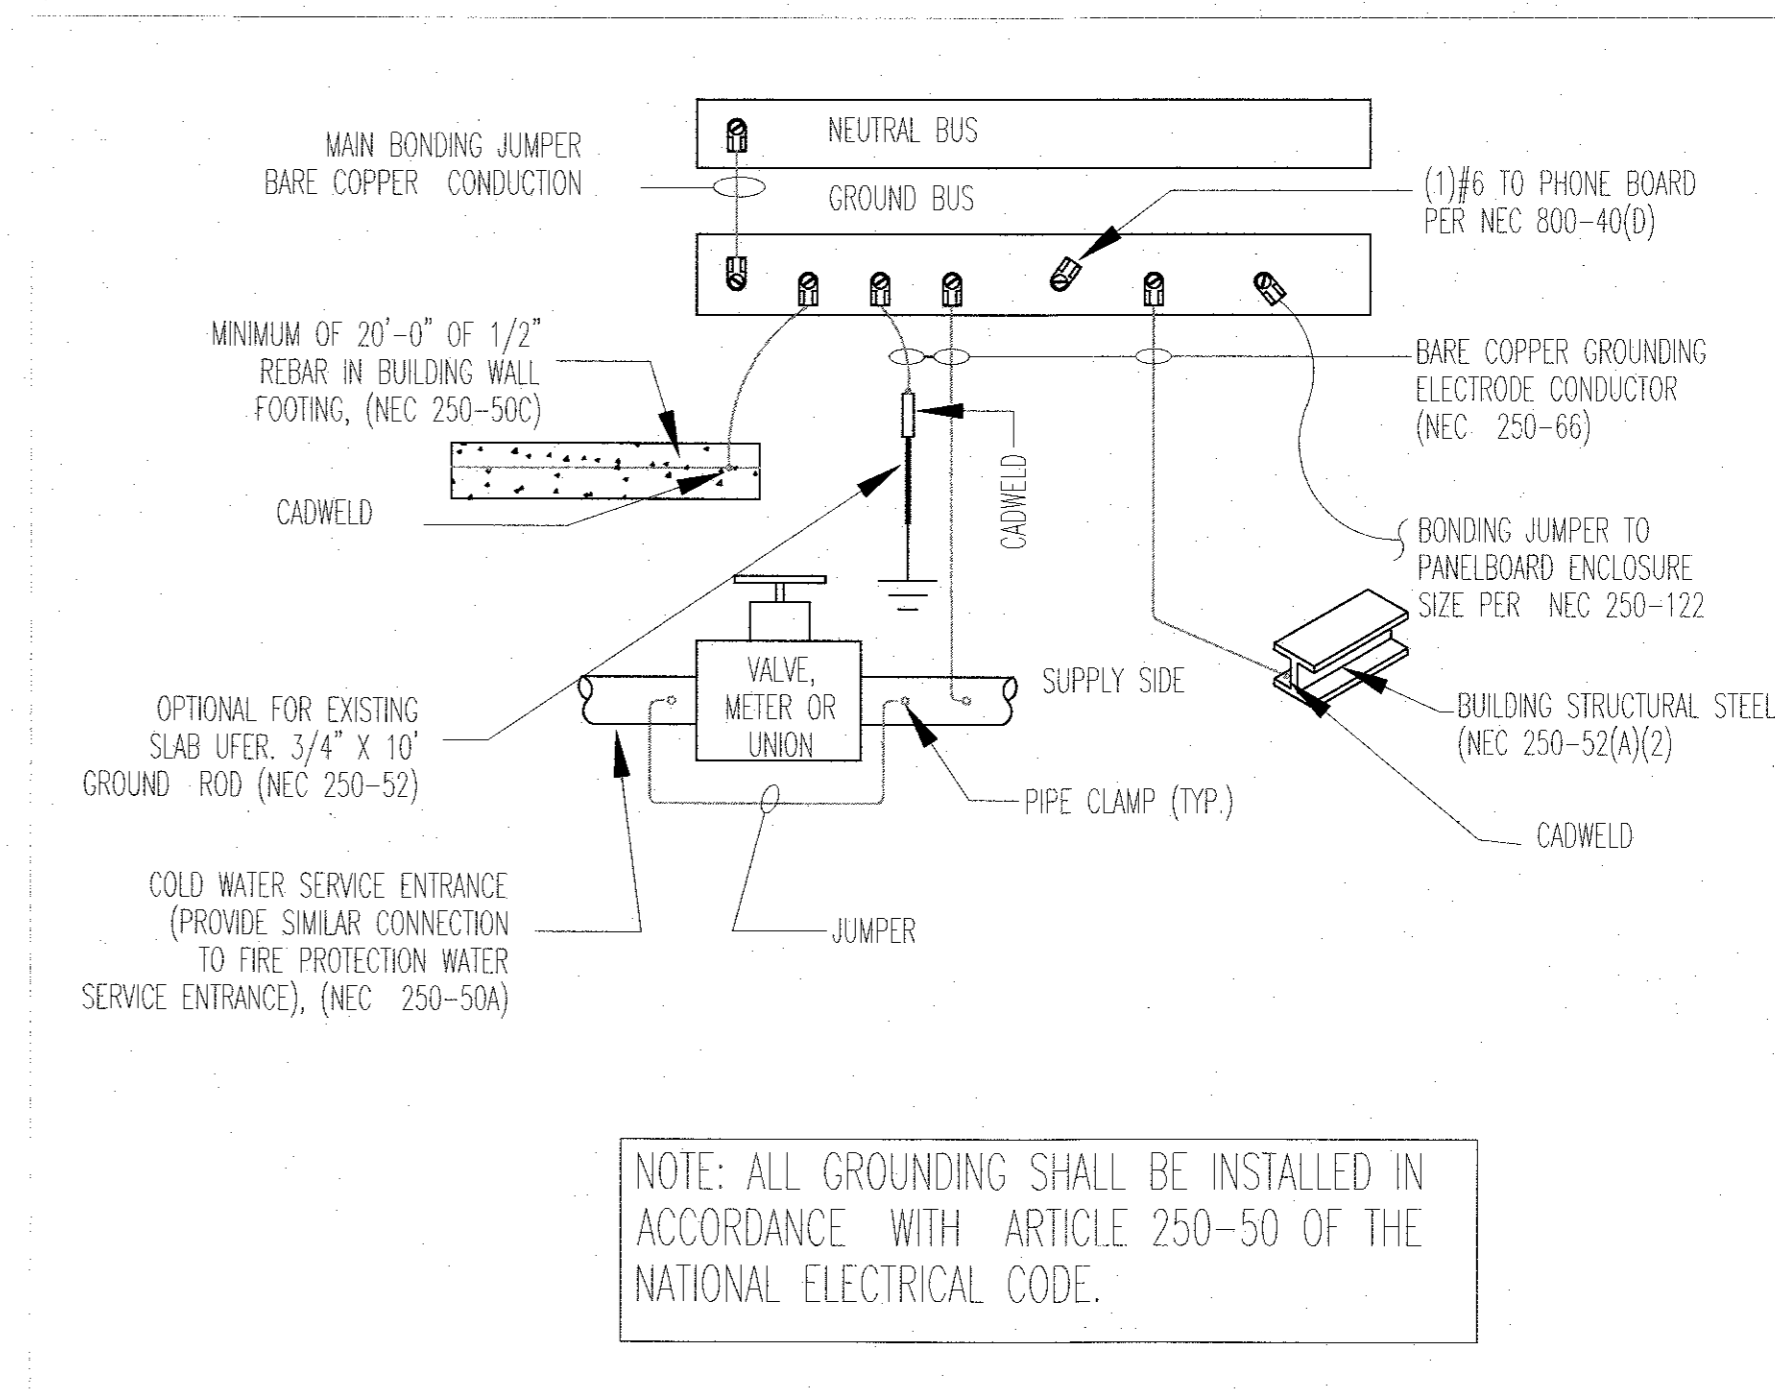 NEUTRAL BUS
MAIN BONDING JUMPER
BARE COPPER CONDUCTION
GROUND BUS
(1)#6 TO PHONE BOARD
PER NEC 800-40(D)
MINIMUM OF 20'-0" OF 1/2"
REBAR IN BUILDING WALL
FOOTING, (NEC 250-50C)
BARE COPPER GROUNDING
ELECTRODE CONDUCTOR
(NEC 250-66)
CADWELD
CADWELD
BONDING JUMPER TO
PANELBOARD ENCLOSURE
SIZE PER NEC 250-122
VALVE,
METER OR
UNION
SUPPLY SIDE
OPTIONAL FOR EXISTING
SLAB UFER. 3/4" X 10'
GROUND ROD (NEC 250-52)
BUILDING STRUCTURAL STEEL
(NEC 250-52(A)(2)
PIPE CLAMP (TYP.)
CADWELD
COLD WATER SERVICE ENTRANCE
(PROVIDE SIMILAR CONNECTION
TO FIRE PROTECTION WATER
SERVICE ENTRANCE), (NEC 250-50A)
JUMPER
NOTE: ALL GROUNDING SHALL BE INSTALLED IN
ACCORDANCE WITH ARTICLE 250-50 OF THE
NATIONAL ELECTRICAL CODE.